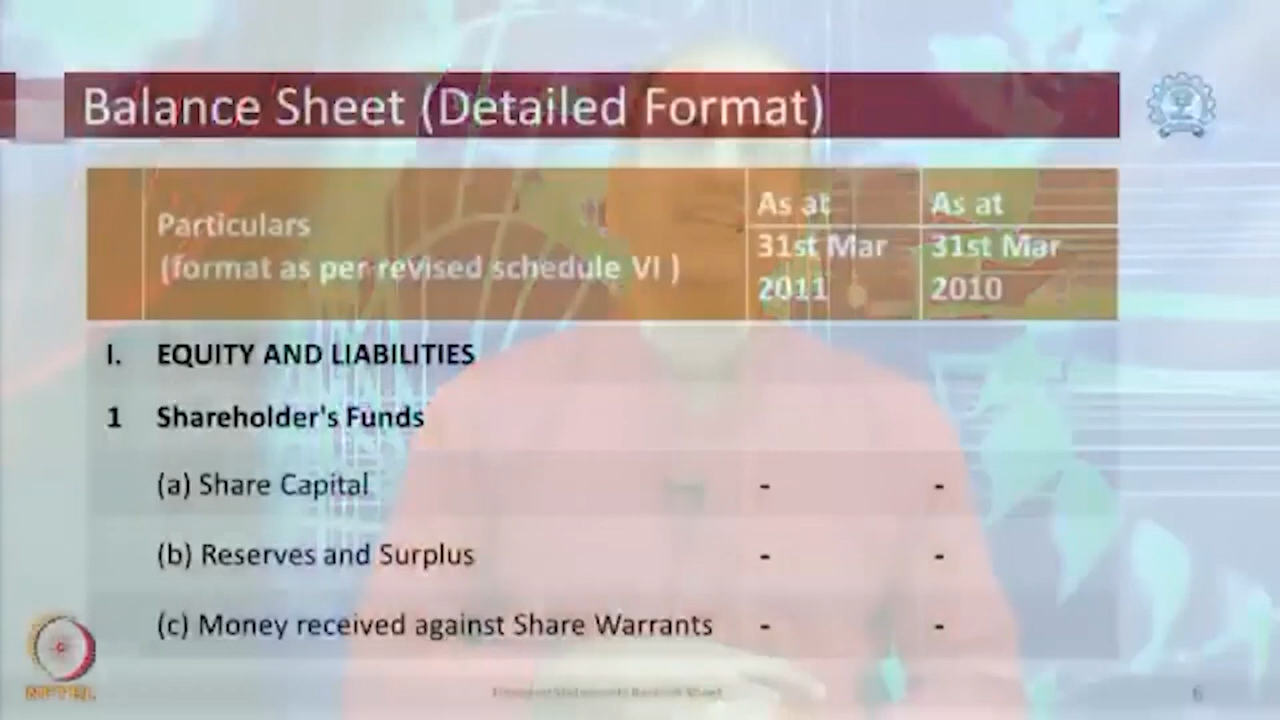 Balance Sheet (Detailed Format)
Particulars
(format as per revised schedule VI )
As at
31st Mar
2011
As at
31st Mar
2010
I. EQUITY AND LIABILITIES
1 Shareholder's Funds
(a) Share Capital - -
(b) Reserves and Surplus - -
(c) Money received against Share Warrants - -
NPTEL
Balance Sheet
6